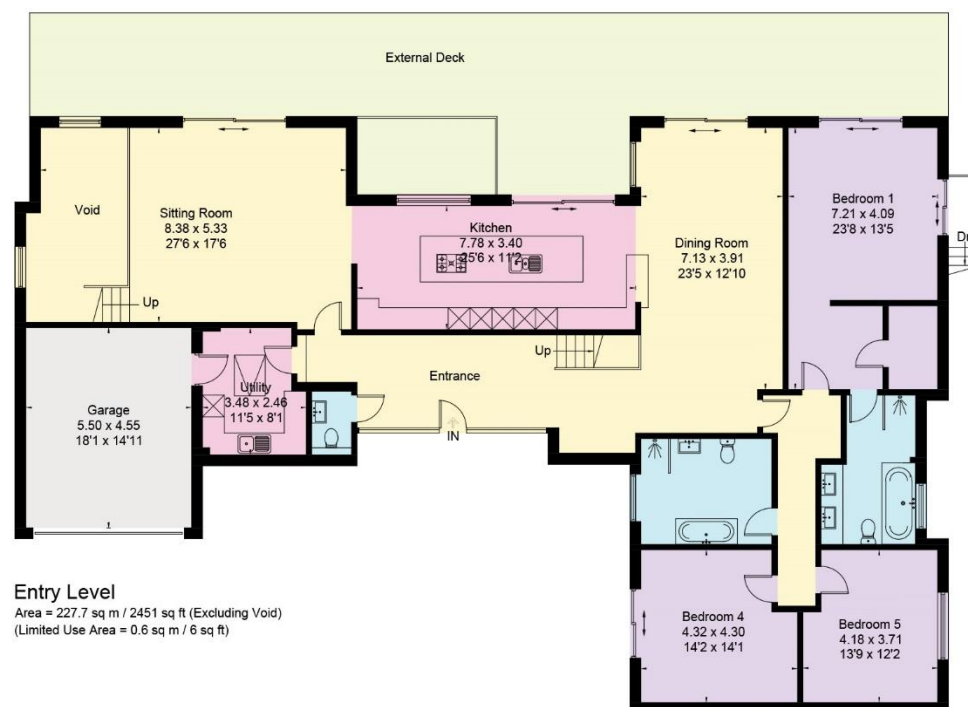 External Deck
Void
Sitting Room
8.38 x 5.33
27'6 x 17'6
Up
Kitchen
7.78 x 3.40
25'6 x 11'2
Dining Room
7.13 x 3.91
23'5 x 12'10
Bedroom 1
7.21 x 4.09
23'8 x 13'5
Up
Entrance
IN
Garage
5.50 x 4.55
18'1 x 14'11
Utility
3.48 x 2.46
11'5 x 8'1
Bedroom 4
4.32 x 4.30
14'2 x 14'1
Bedroom 5
4.18 x 3.71
13'9 x 12'2
Entry Level
Area = 227.7 sq m / 2451 sq ft (Excluding Void)
(Limited Use Area = 0.6 sq m / 6 sq ft)